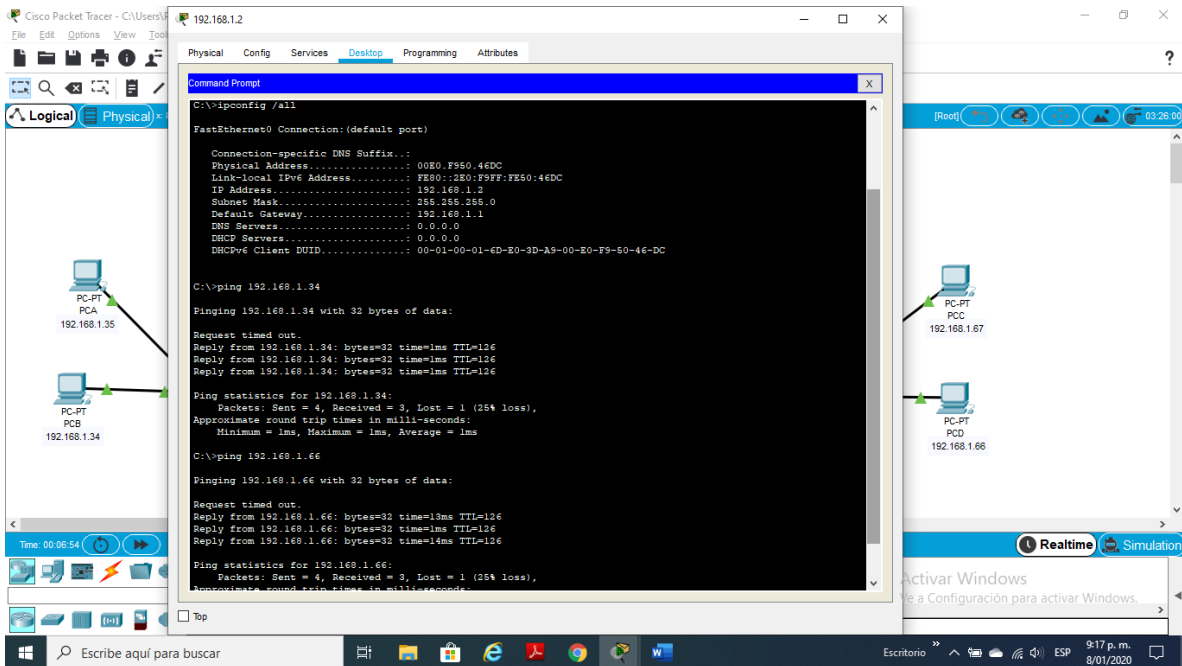 Cisco Packet Tracer - C:\Users\
File Edit Options View Tool
192.168.1.2
Physical Config Services Desktop Programming Attributes
Command Prompt
X
C:\>ipconfig /all
FastEthernet0 Connection:(default port)
Connection-specific DNS Suffix..:
Physical Address................: 00E0.F950.46DC
Link-local IPv6 Address.........: FE80::2E0:F9FF:FE50:46DC
IP Address......................: 192.168.1.2
Subnet Mask.....................: 255.255.255.0
Default Gateway.................: 192.168.1.1
DNS Servers.....................: 0.0.0.0
DHCP Servers....................: 0.0.0.0
DHCPv6 Client DUID..............: 00-01-00-01-6D-E0-3D-A9-00-E0-F9-50-46-DC
C:\>ping 192.168.1.34
Pinging 192.168.1.34 with 32 bytes of data:
Request timed out.
Reply from 192.168.1.34: bytes=32 time=1ms TTL=126
Reply from 192.168.1.34: bytes=32 time=1ms TTL=126
Reply from 192.168.1.34: bytes=32 time=1ms TTL=126
Ping statistics for 192.168.1.34:
Packets: Sent = 4, Received = 3, Lost = 1 (25% loss),
Approximate round trip times in milli-seconds:
Minimum = 1ms, Maximum = 1ms, Average = 1ms
C:\>ping 192.168.1.66
Pinging 192.168.1.66 with 32 bytes of data:
Request timed out.
Reply from 192.168.1.66: bytes=32 time=13ms TTL=126
Reply from 192.168.1.66: bytes=32 time=1ms TTL=126
Reply from 192.168.1.66: bytes=32 time=14ms TTL=126
Ping statistics for 192.168.1.66:
Packets: Sent = 4, Received = 3, Lost = 1 (25% loss),
Approximate round trip times in milli-seconds:
Top
Logical
Physical
[Root]
03:26:00
PC-PT
PCA
192.168.1.35
PC-PT
PCB
192.168.1.34
PC-PT
PCC
192.168.1.67
PC-PT
PCD
192.168.1.66
Time: 00:06:54
Realtime
Simulation
Activar Windows
Ve a Configuración para activar Windows.
Escribe aquí para buscar
Escritorio
ESP
9:17 p. m.
8/01/2020